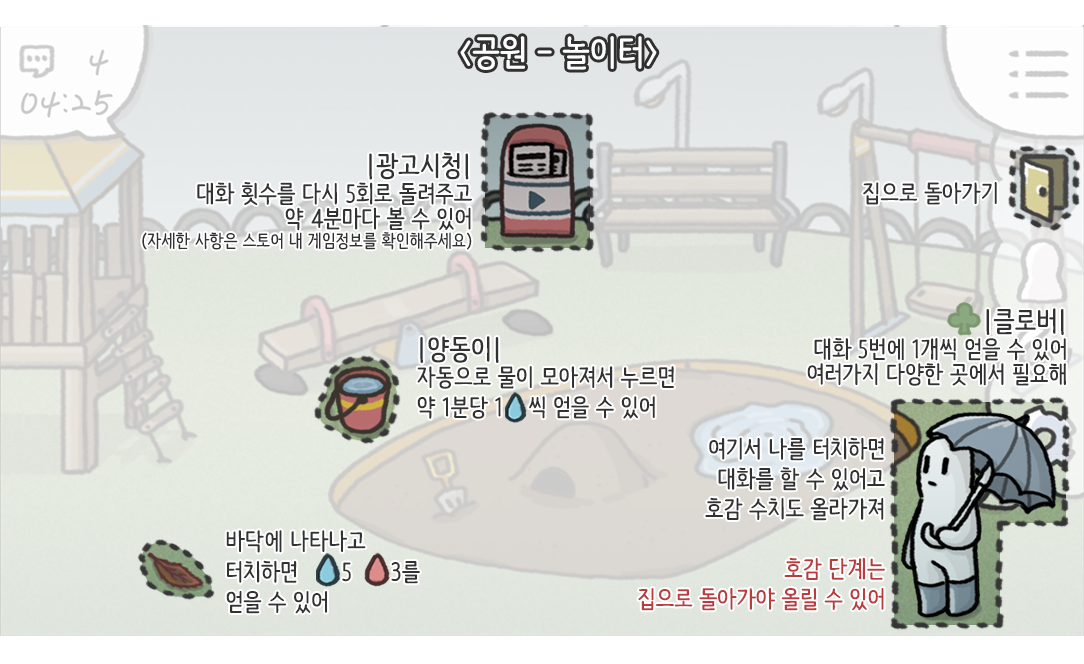 <공원 - 놀이터>
4
04:25
|광고시청|
대화 횟수를 다시 5회로 돌려주고
약 4분마다 볼 수 있어
(자세한 사항은 스토어 내 게임정보를 확인해주세요)
집으로 돌아가기
|클로버|
대화 5번에 1개씩 얻을 수 있어
여러가지 다양한 곳에서 필요해
|양동이|
자동으로 물이 모아져서 누르면
약 1분당 1 씩 얻을 수 있어
여기서 나를 터치하면
대화를 할 수 있어고
호감 수치도 올라가져
바닥에 나타나고
터치하면 5 3를
얻을 수 있어
호감 단계는
집으로 돌아가야 올릴 수 있어